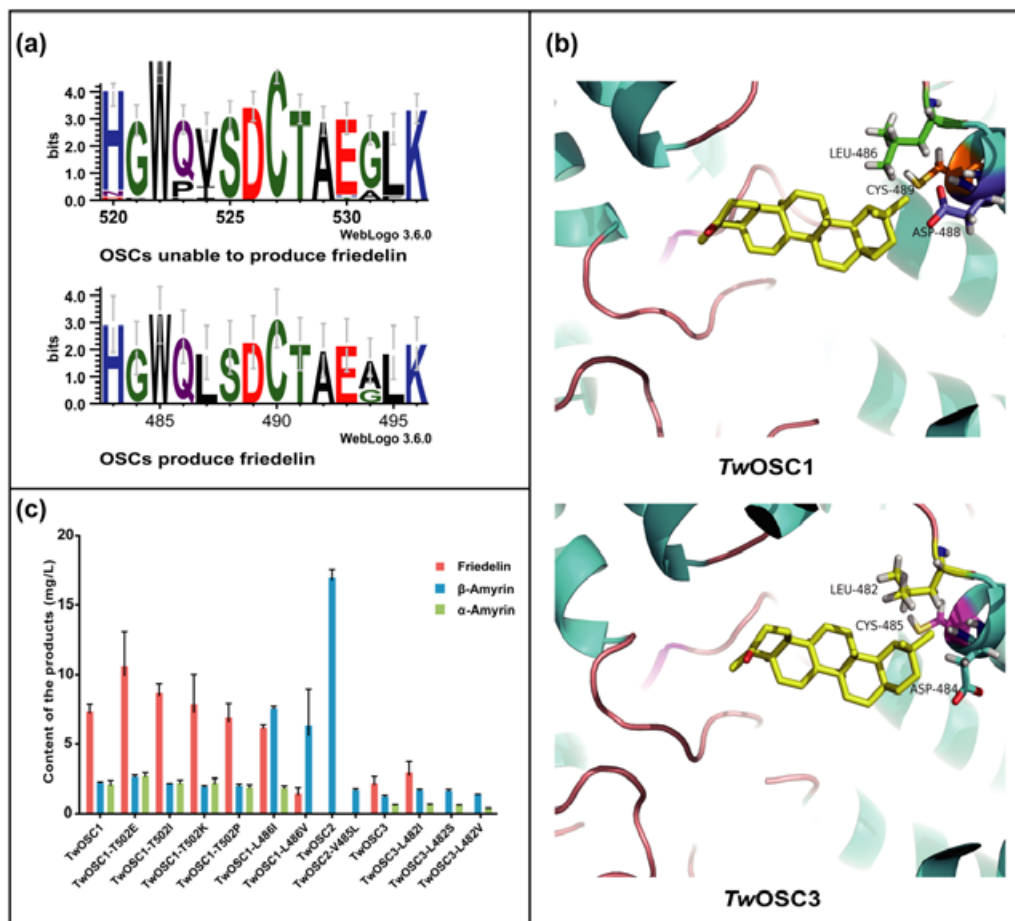 (a)
bits
4.0
3.0
2.0
1.0
0.0
HGWQVSDCTAEGLK
520
525
530
WebLogo 3.6.0
OSCs unable to produce friedelin
bits
4.0
3.0
2.0
1.0
0.0
HGWQLSDCTAEALK
485
490
495
WebLogo 3.6.0
OSCs produce friedelin
(b)
LEU-486
CYS-489
ASP-488
TwOSC1
LEU-482
CYS-485
ASP-484
TwOSC3
(c)
Content of the products (mg/L)
20
15
10
5
0
Friedelin
β-Amyrin
α-Amyrin
TwOSC1
TwOSC1-T502E
TwOSC1-T502I
TwOSC1-T502K
TwOSC1-T502P
TwOSC1-L486I
TwOSC1-L486V
TwOSC2
TwOSC2-V485L
TwOSC3
TwOSC3-L482I
TwOSC3-L482S
TwOSC3-L482V